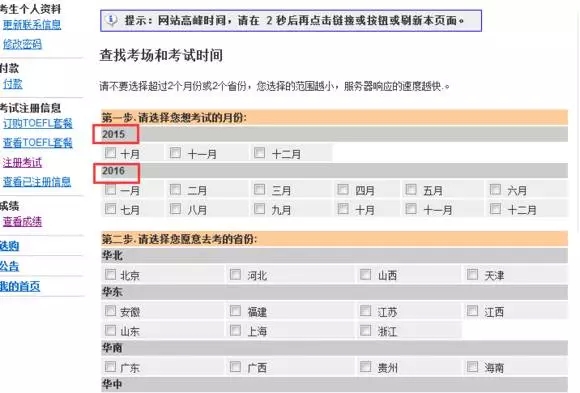 考生个人资料
更新联系信息
修改密码
付款
付款
考试注册信息
订购TOEFL套餐
查看TOEFL套餐
注册考试
查看已注册信息
成绩
查看成绩
选购
公告
我的首页
提示：网站高峰时间，请在 2 秒后再点击链接或按钮或刷新本页面。
查找考场和考试时间
请不要选择超过2个月份或2个省份，您选择的范围越小，服务器响应的速度越快.。
第一步.请选择您想考试的月份:
2015
十月 十一月 十二月
2016
一月 二月 三月 四月 五月 六月
七月 八月 九月 十月 十一月 十二月
第二步.请选择您愿意去考的省份:
华北
北京 河北 山西 天津
华东
安徽 福建 江苏 江西
山东 上海 浙江
华南
广东 广西 贵州 海南
华中